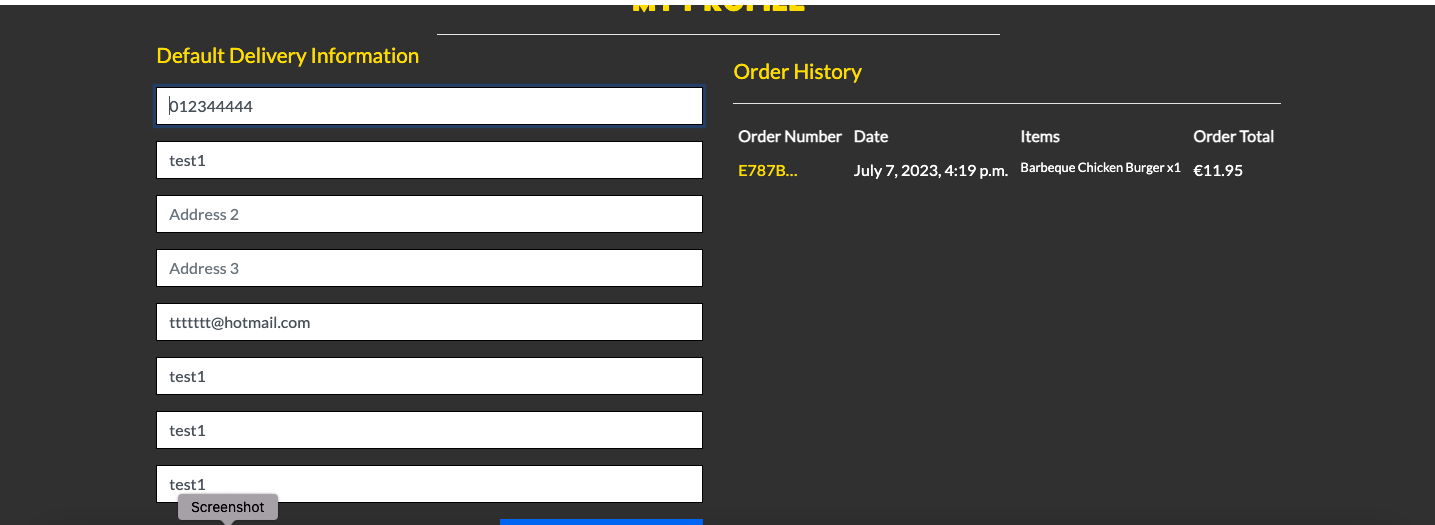 MY PROFILE
Default Delivery Information
012344444
test1
Address 2
Address 3
ttttttt@hotmail.com
test1
test1
test1
Screenshot
Order History
Order Number Date Items Order Total
E787B... July 7, 2023, 4:19 p.m. Barbeque Chicken Burger x1 €11.95